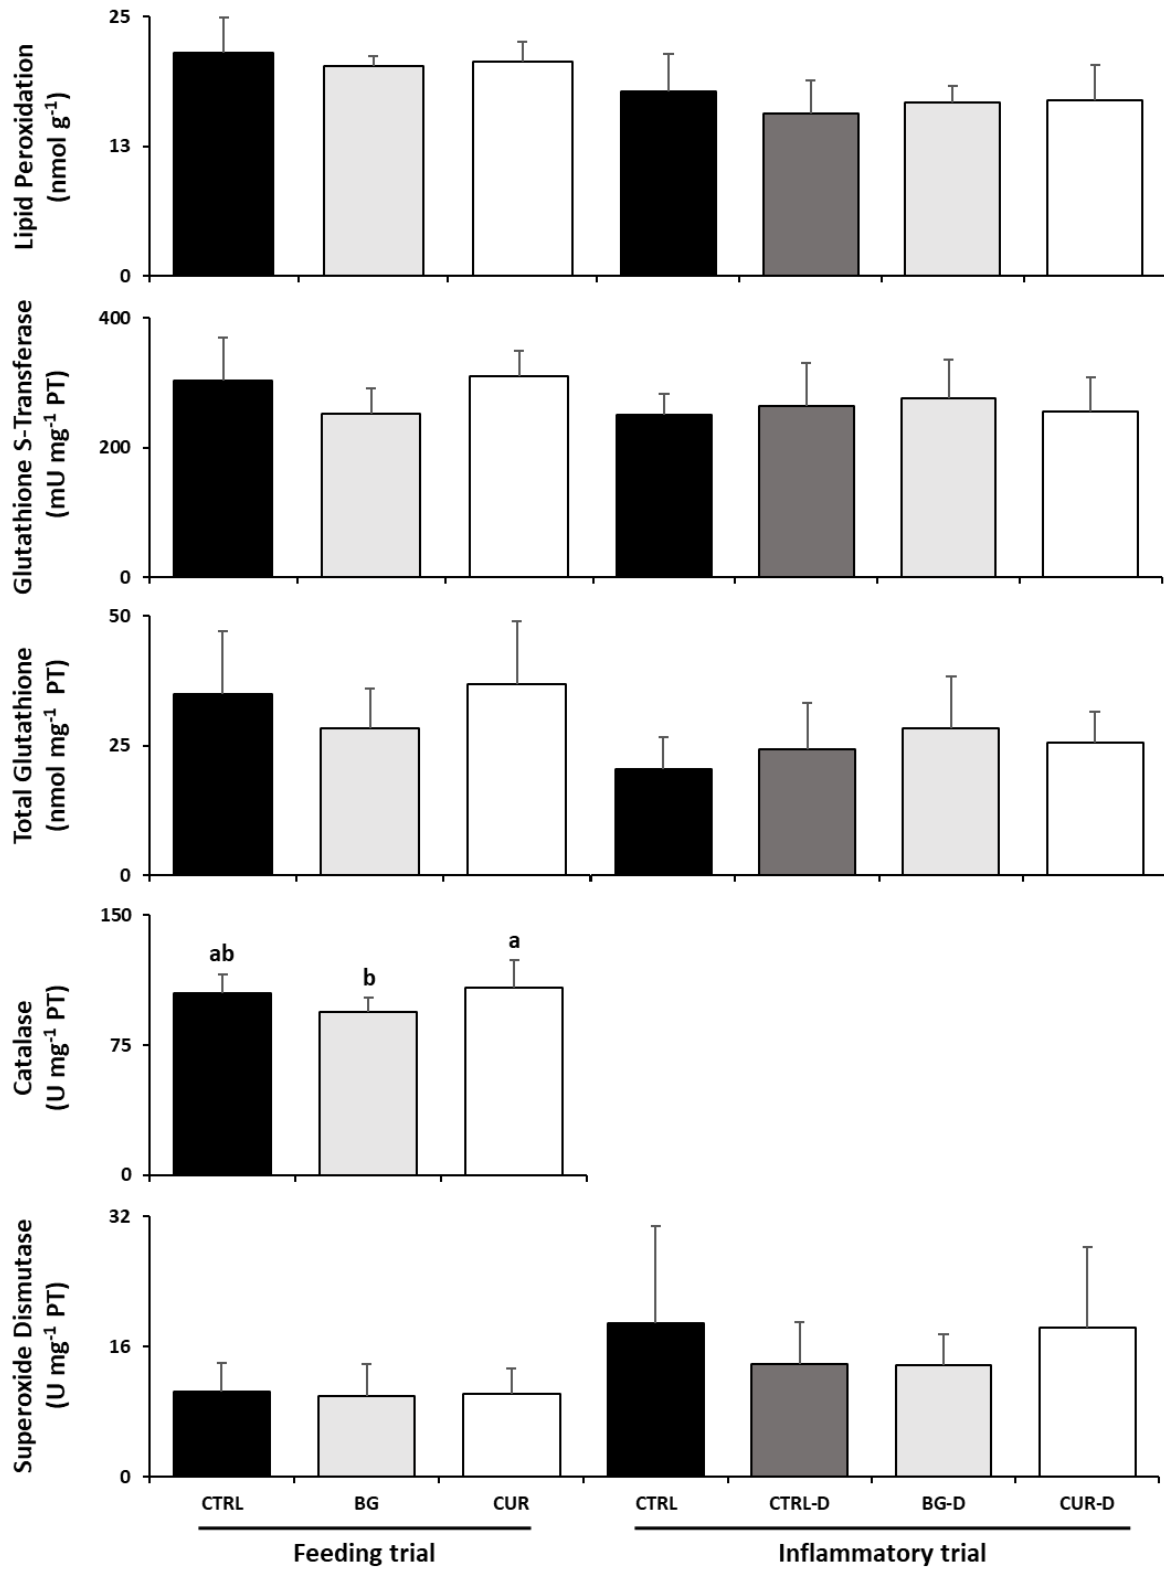 Lipid Peroxidation
(nmol g-1)
25
13
0
Glutathione S-Transferase
(mU mg-1 PT)
400
200
0
Total Glutathione
(nmol mg-1 PT)
50
25
0
Catalase
(U mg-1 PT)
150
75
0
ab
b
a
Superoxide Dismutase
(U mg-1 PT)
32
16
0
CTRL BG CUR CTRL CTRL-D BG-D CUR-D
Feeding trial Inflammatory trial